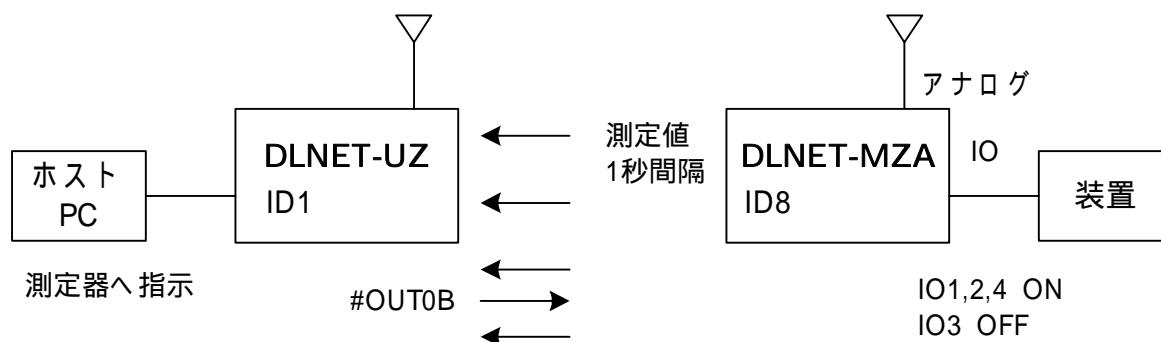 アナログ
DLNET-UZ
ID1
測定値
1秒間隔
DLNET-MZA
ID8
IO
ホスト
PC
装置
測定器へ指示
#OUT0B
IO1,2,4 ON
IO3 OFF